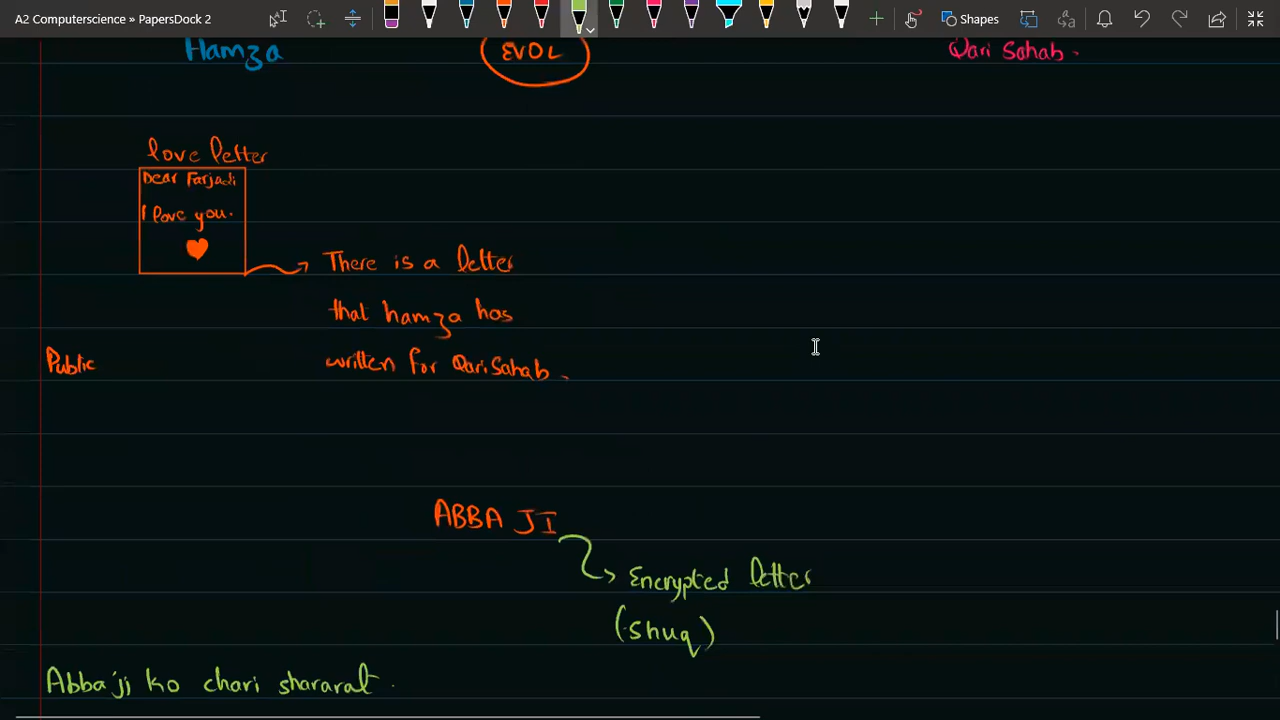 A2 Computerscience » PapersDock 2
Shapes
Hamza
EVOL
Qari Sahab.
love letter
Dear Farjadi
I love you.
There is a letter
that hamza has
written for Qari Sahab.
Public
ABBA JI
Encrypted letter
(shuq)
Abba'ji ko chari shararat.